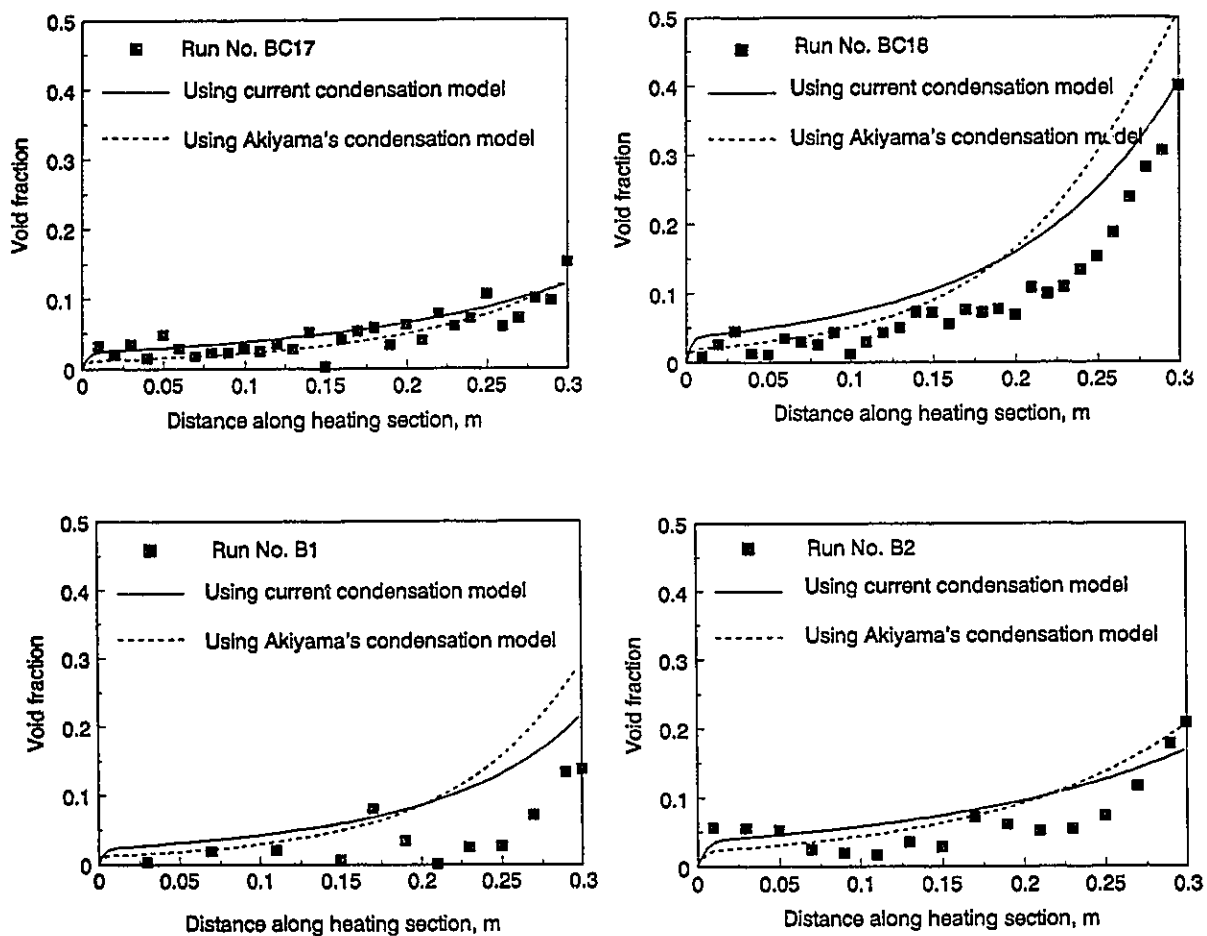 Run No. BC17
Using current condensation model
Using Akiyama's condensation model
Void fraction
0.5
0.4
0.3
0.2
0.1
0
0 0.05 0.1 0.15 0.2 0.25 0.3
Distance along heating section, m
Run No. BC18
Using current condensation model
Using Akiyama's condensation model
Void fraction
0.5
0.4
0.3
0.2
0.1
0
0 0.05 0.1 0.15 0.2 0.25 0.3
Distance along heating section, m
Run No. B1
Using current condensation model
Using Akiyama's condensation model
Void fraction
0.5
0.4
0.3
0.2
0.1
0
0 0.05 0.1 0.15 0.2 0.25 0.3
Distance along heating section, m
Run No. B2
Using current condensation model
Using Akiyama's condensation model
Void fraction
0.5
0.4
0.3
0.2
0.1
0
0 0.05 0.1 0.15 0.2 0.25 0.3
Distance along heating section, m